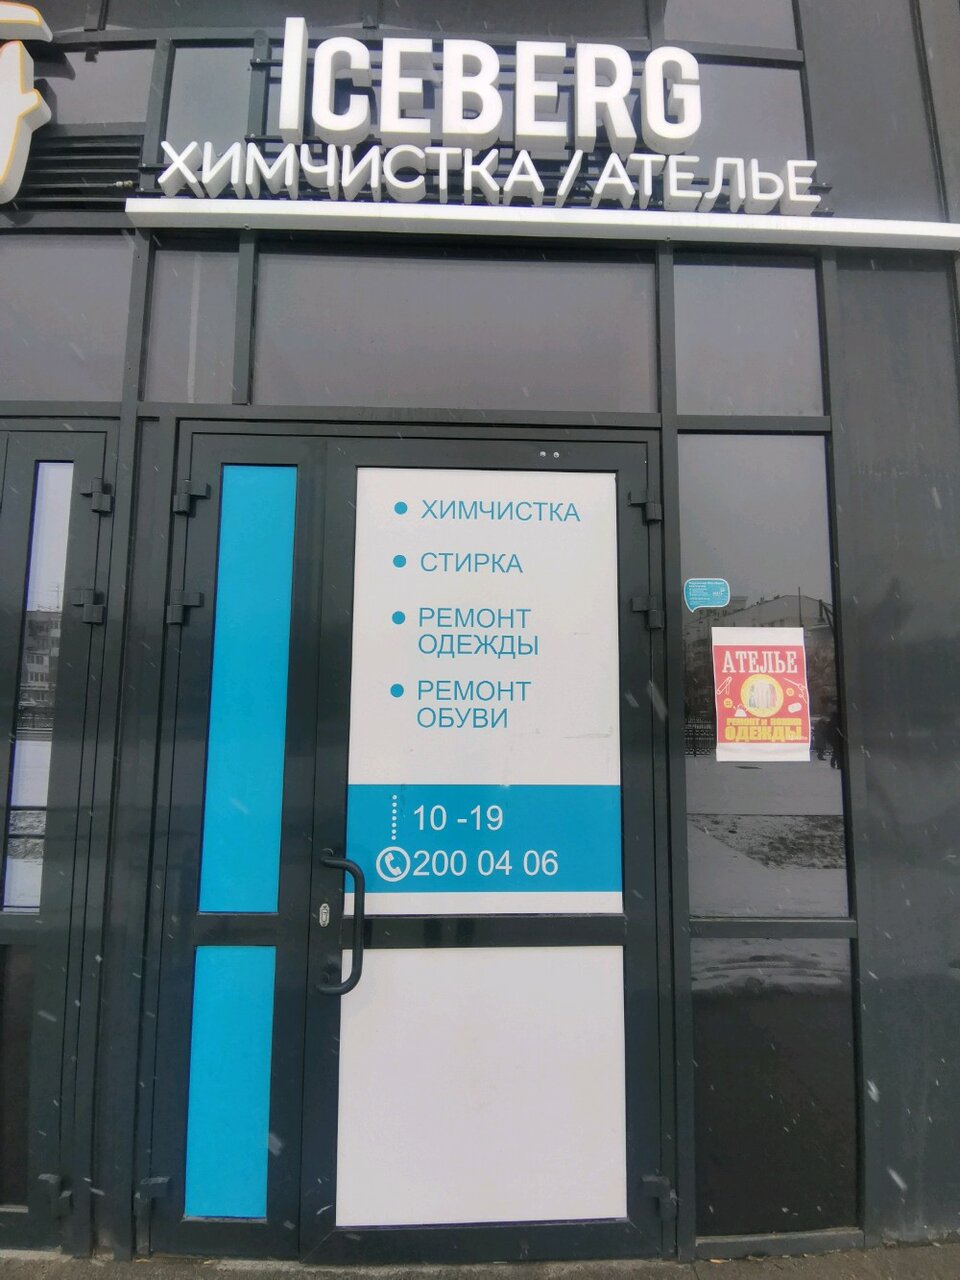 ICEBERG
ХИМЧИСТКА / АТЕЛЬЕ
• ХИМЧИСТКА
• СТИРКА
• РЕМОНТ
ОДЕЖДЫ
• РЕМОНТ
ОБУВИ
10 -19
200 04 06
АТЕЛЬЕ
РЕМОНТ И ПОШИВ
ОДЕЖДЫ